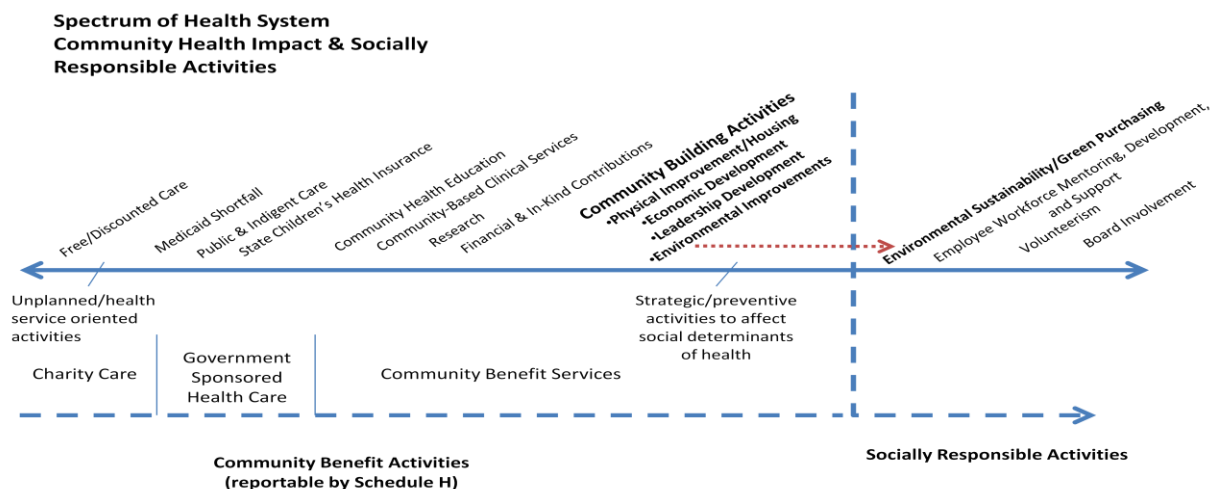 Spectrum of Health System
Community Health Impact & Socially
Responsible Activities
Free/Discounted Care
Medicaid Shortfall
Public & Indigent Care
State Children's Health Insurance
Community Health Education
Community-Based Clinical Services
Research
Financial & In-Kind Contributions
Community Building Activities
•Physical Improvement/Housing
•Economic Development
•Leadership Development
•Environmental Improvements
Environmental Sustainability/Green Purchasing
Employee Workforce Mentoring, Development,
and Support
Volunteerism
Board Involvement
Unplanned/health
service oriented
activities
Strategic/preventive
activities to affect
social determinants
of health
Charity Care
Government
Sponsored
Health Care
Community Benefit Services
Community Benefit Activities
(reportable by Schedule H)
Socially Responsible Activities